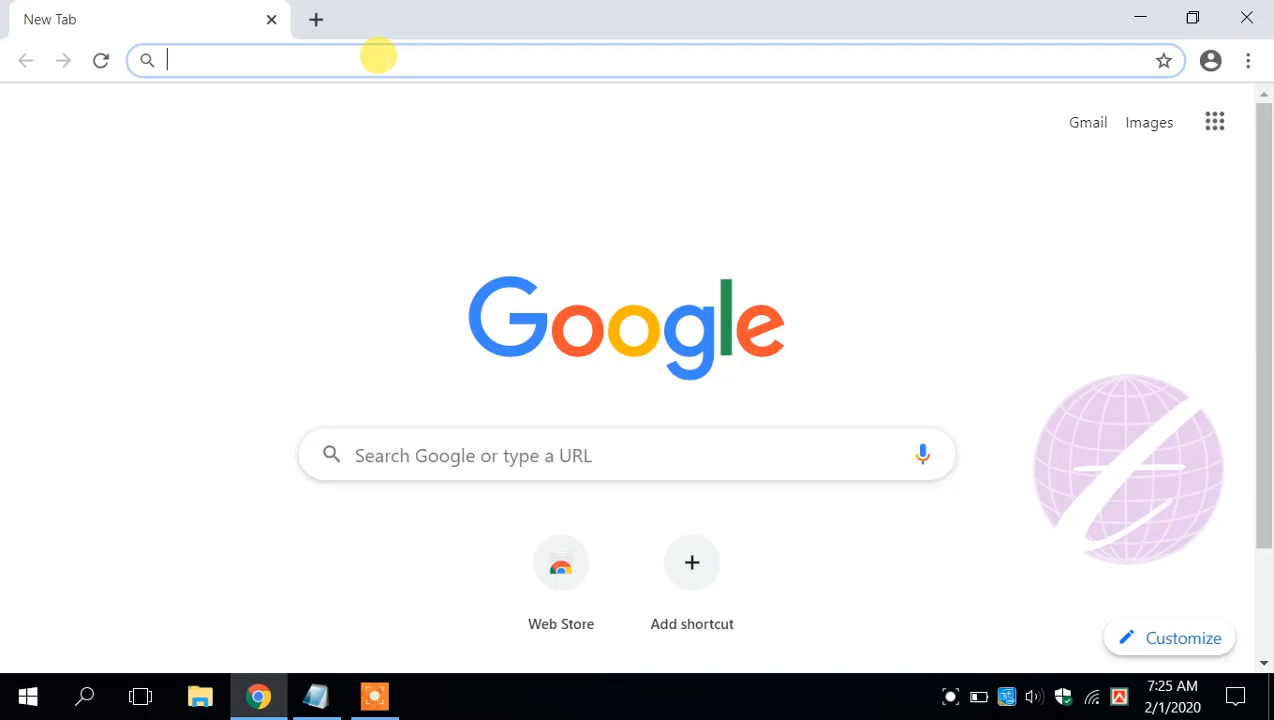 New Tab
Gmail Images
Google
Search Google or type a URL
Web Store Add shortcut
Customize
7:25 AM
2/1/2020